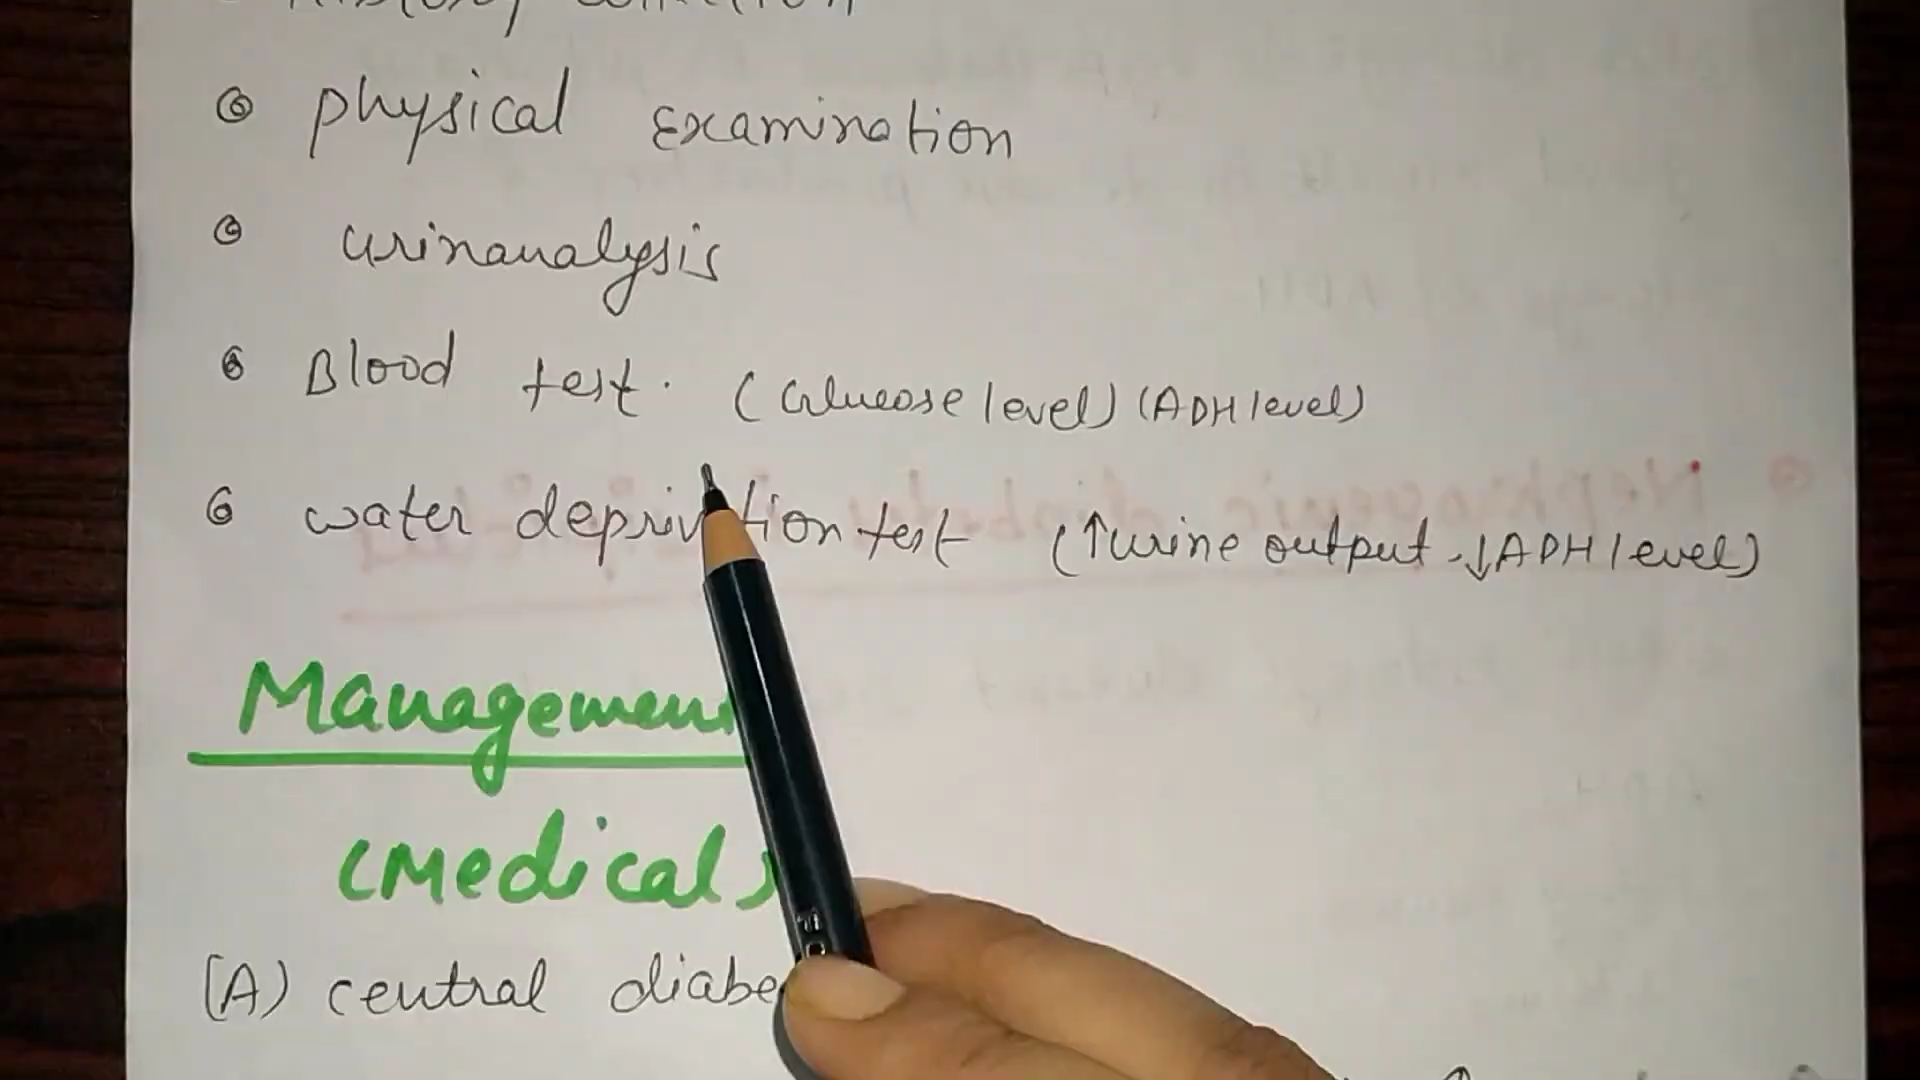 physical Examination
urinanalysis
Blood test. (Glucose level) (ADH level)
water deprivtion test (↑urine output ↓ADH level)
Management
(Medical)
(A) central diabe